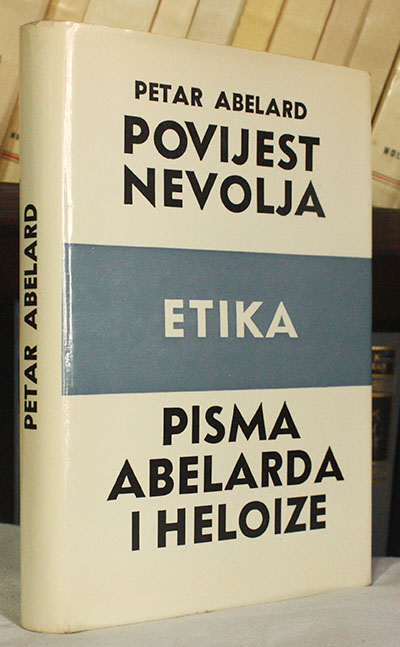 PETAR ABELARD
POVIJEST
NEVOLJA
ETIKA
PISMA
ABELARDA
I HELOIZE
PETAR ABELARD